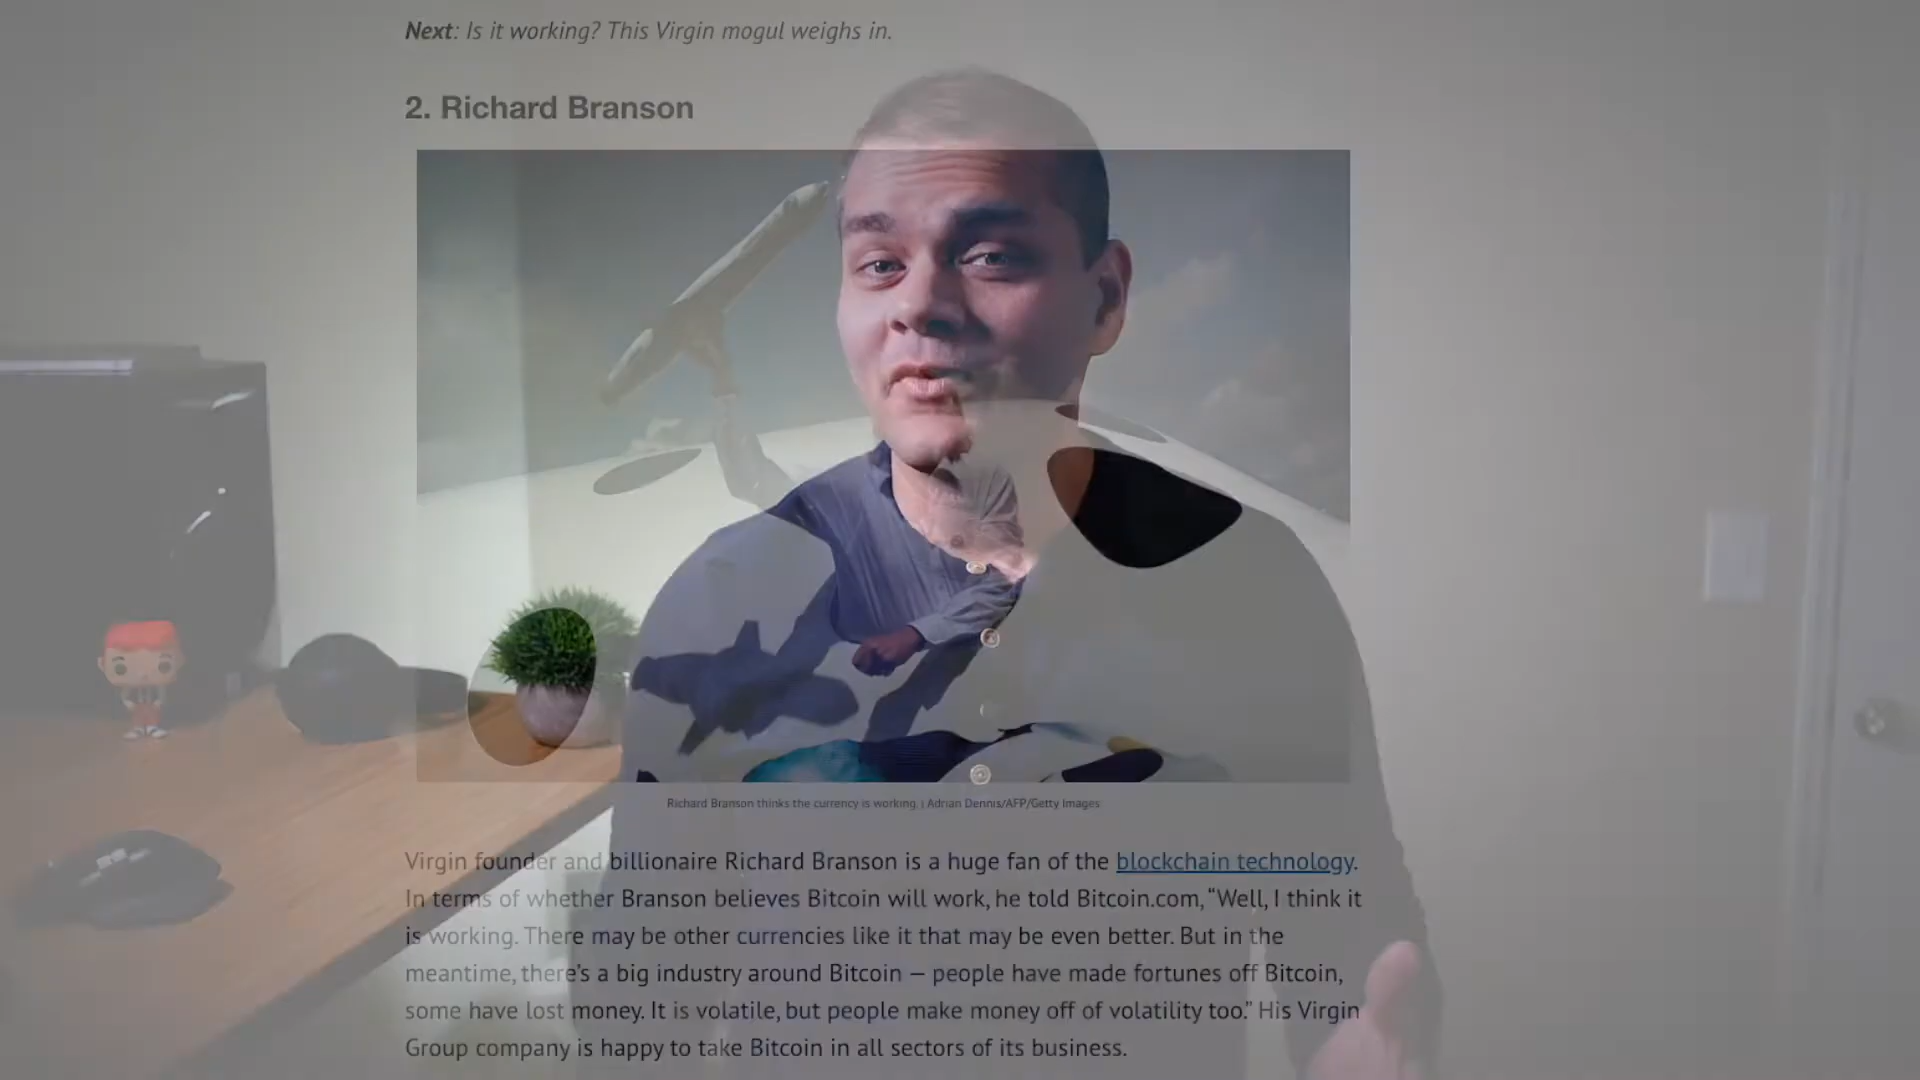 Next: Is it working? This Virgin mogul weighs in.
2. Richard Branson
Richard Branson thinks the currency is working. | Adrian Dennis/AFP/Getty Images
Virgin founder and billionaire Richard Branson is a huge fan of the blockchain technology.
In terms of whether Branson believes Bitcoin will work, he told Bitcoin.com, “Well, I think it
is working. There may be other currencies like it that may be even better. But in the
meantime, there’s a big industry around Bitcoin — people have made fortunes off Bitcoin,
some have lost money. It is volatile, but people make money off of volatility too.” His Virgin
Group company is happy to take Bitcoin in all sectors of its business.